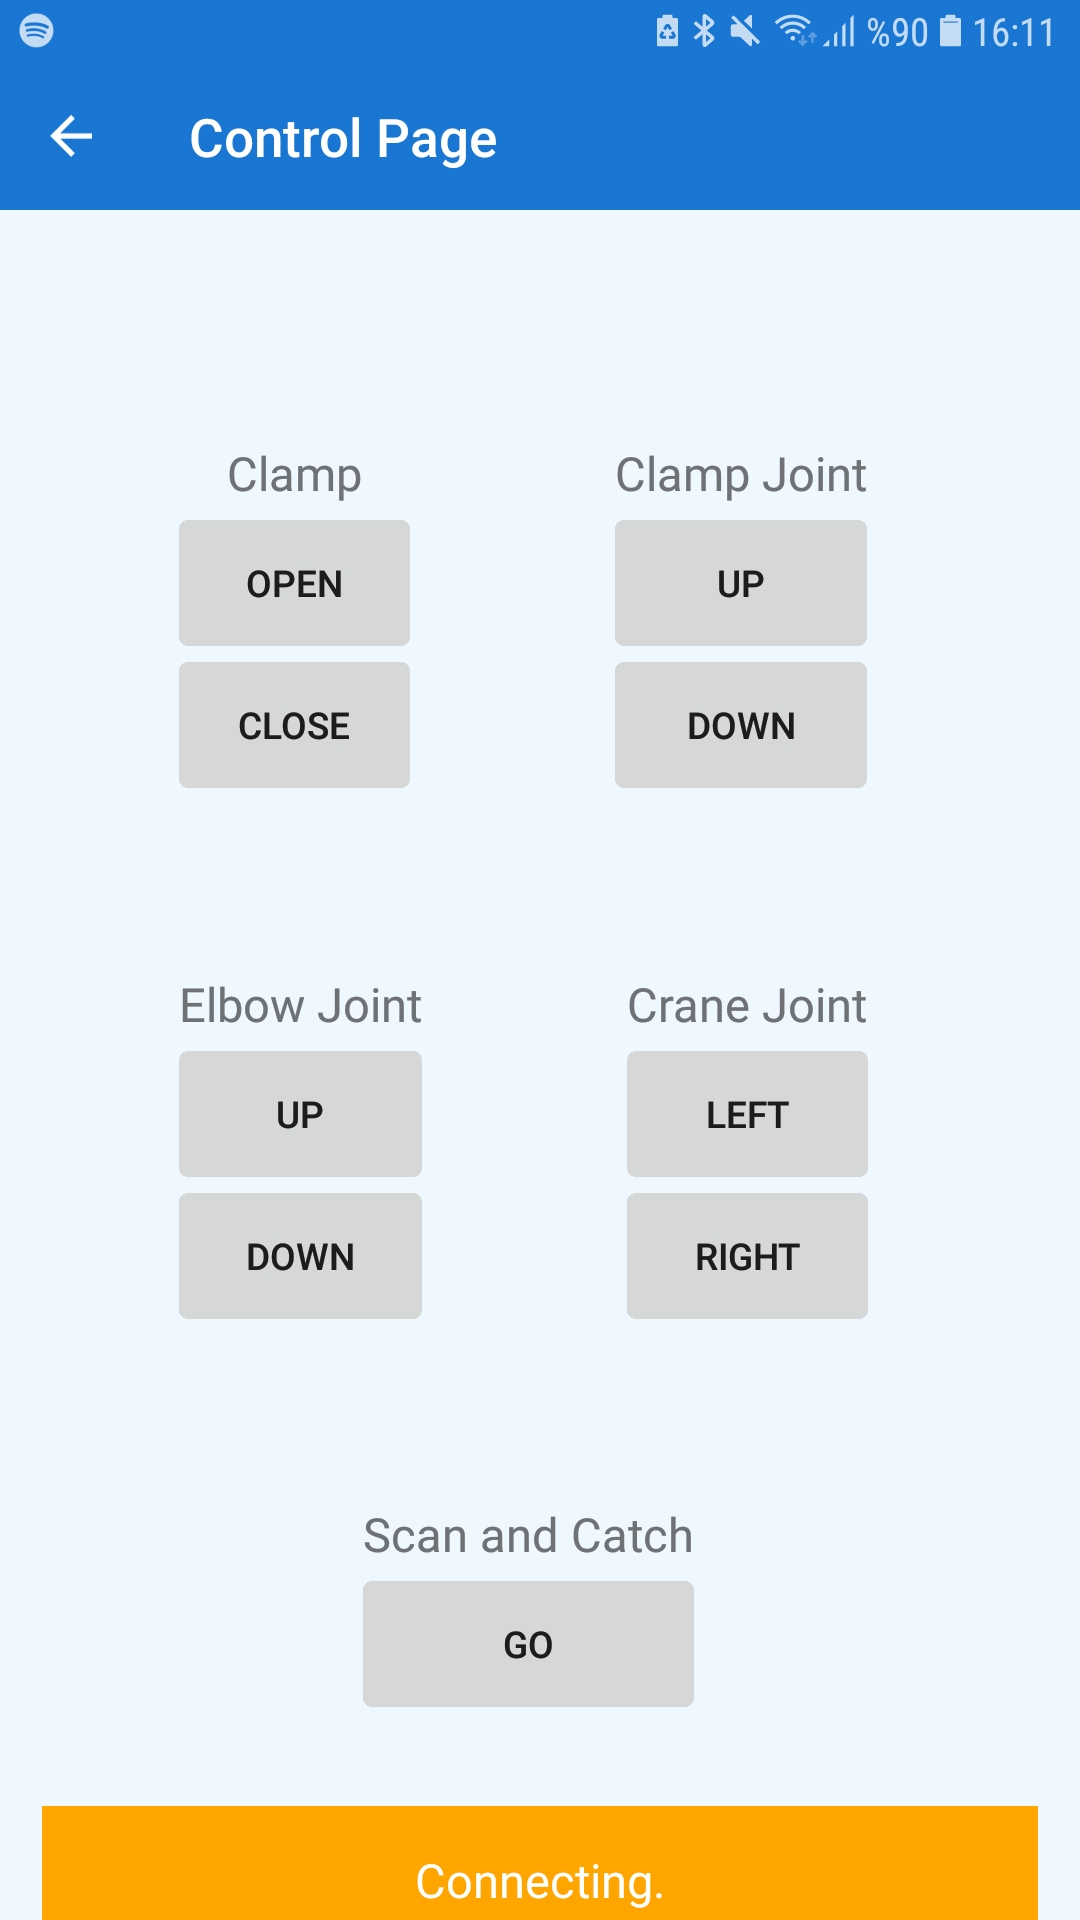 %90 16:11
Control Page
Clamp
OPEN
CLOSE
Clamp Joint
UP
DOWN
Elbow Joint
UP
DOWN
Crane Joint
LEFT
RIGHT
Scan and Catch
GO
Connecting.